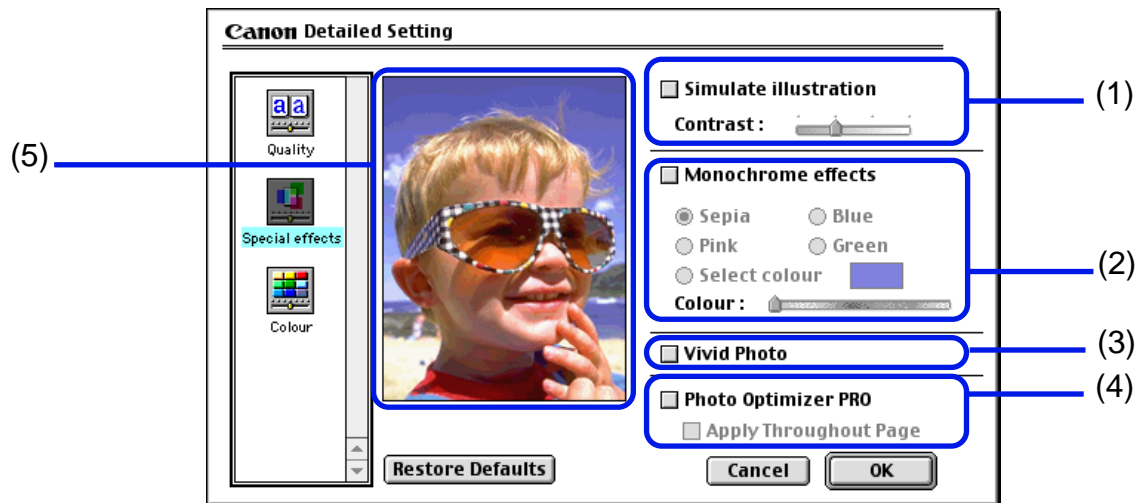 Canon Detailed Setting
Quality
Special effects
Colour
(5)
Restore Defaults
Simulate illustration
Contrast :
(1)
Monochrome effects
Sepia Blue
Pink Green
Select colour
Colour :
(2)
Vivid Photo
(3)
Photo Optimizer PRO
Apply Throughout Page
(4)
Cancel OK